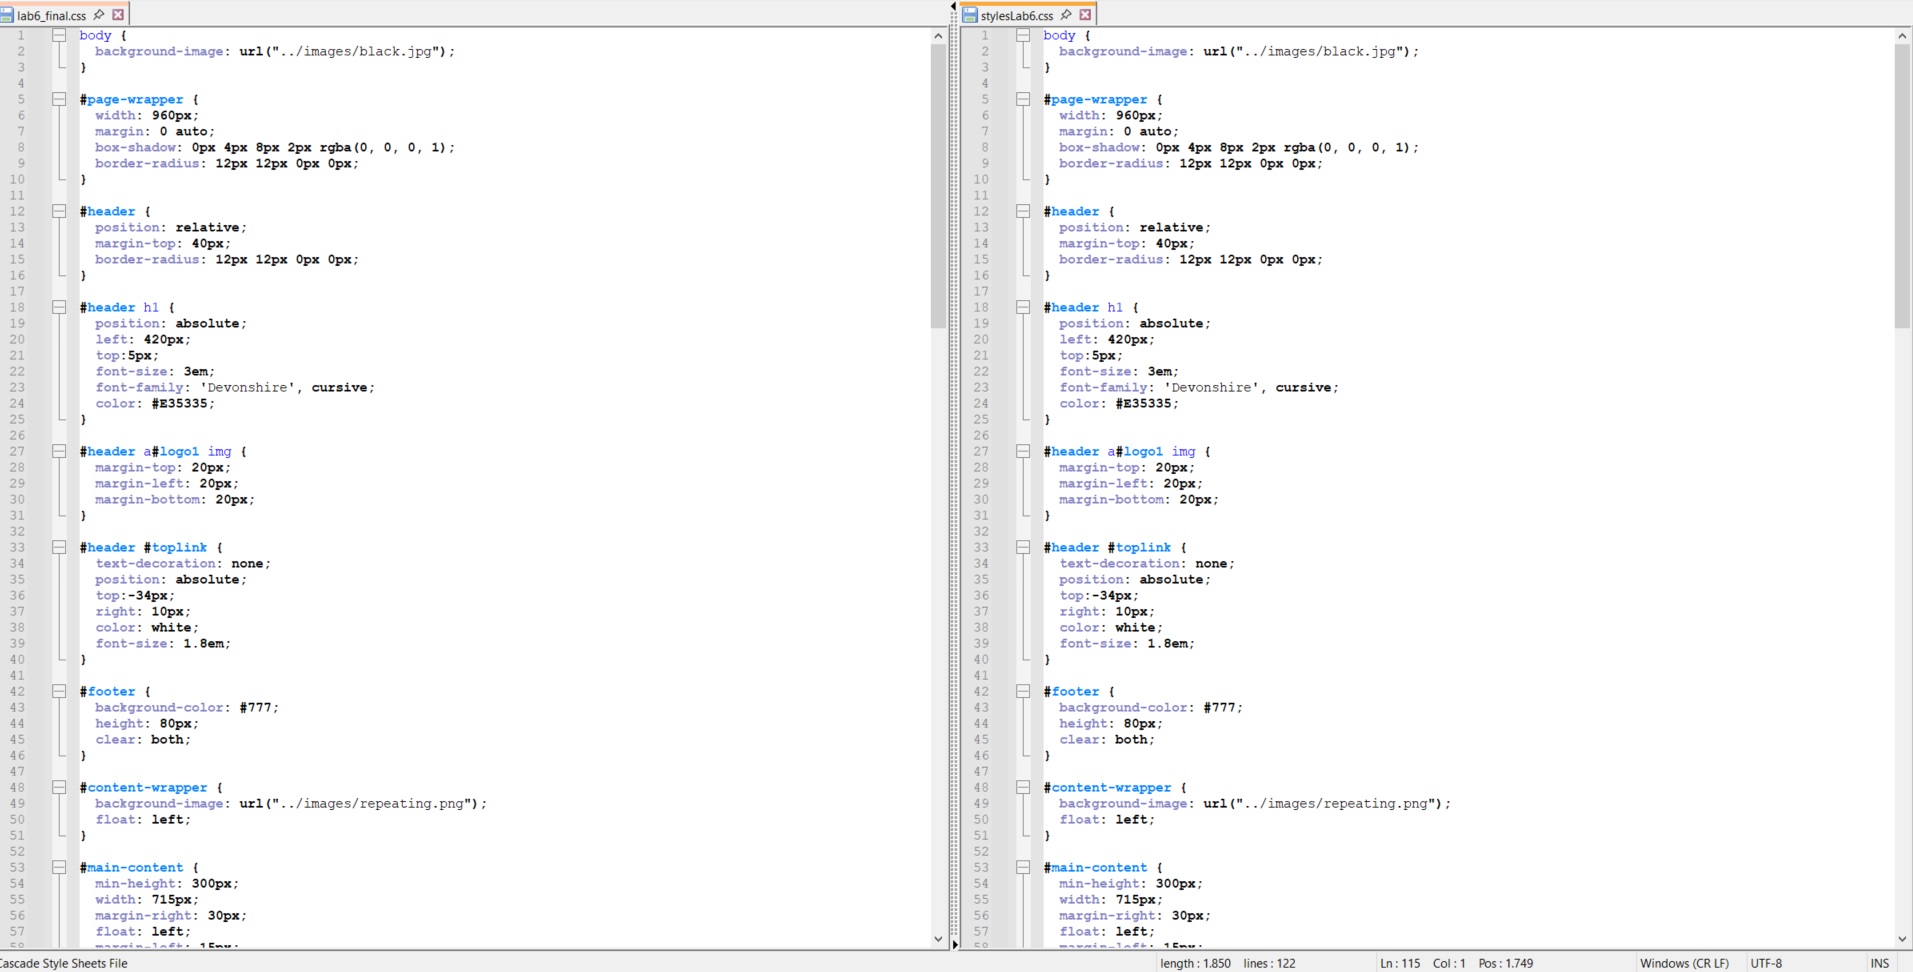 lab6_final.css
1 body {
2 background-image: url("../images/black.jpg");
3 }
4
5 #page-wrapper {
6 width: 960px;
7 margin: 0 auto;
8 box-shadow: 0px 4px 8px 2px rgba(0, 0, 0, 1);
9 border-radius: 12px 12px 0px 0px;
10 }
11
12 #header {
13 position: relative;
14 margin-top: 40px;
15 border-radius: 12px 12px 0px 0px;
16 }
17
18 #header h1 {
19 position: absolute;
20 left: 420px;
21 top:5px;
22 font-size: 3em;
23 font-family: 'Devonshire', cursive;
24 color: #E35335;
25 }
26
27 #header a#logo1 img {
28 margin-top: 20px;
29 margin-left: 20px;
30 margin-bottom: 20px;
31 }
32
33 #header #toplink {
34 text-decoration: none;
35 position: absolute;
36 top:-34px;
37 right: 10px;
38 color: white;
39 font-size: 1.8em;
40 }
41
42 #footer {
43 background-color: #777;
44 height: 80px;
45 clear: both;
46 }
47
48 #content-wrapper {
49 background-image: url("../images/repeating.png");
50 float: left;
51 }
52
53 #main-content {
54 min-height: 300px;
55 width: 715px;
56 margin-right: 30px;
57 float: left;
58 margin-left: 15px;
stylesLab6.css
1 body {
2 background-image: url("../images/black.jpg");
3 }
4
5 #page-wrapper {
6 width: 960px;
7 margin: 0 auto;
8 box-shadow: 0px 4px 8px 2px rgba(0, 0, 0, 1);
9 border-radius: 12px 12px 0px 0px;
10 }
11
12 #header {
13 position: relative;
14 margin-top: 40px;
15 border-radius: 12px 12px 0px 0px;
16 }
17
18 #header h1 {
19 position: absolute;
20 left: 420px;
21 top:5px;
22 font-size: 3em;
23 font-family: 'Devonshire', cursive;
24 color: #E35335;
25 }
26
27 #header a#logo1 img {
28 margin-top: 20px;
29 margin-left: 20px;
30 margin-bottom: 20px;
31 }
32
33 #header #toplink {
34 text-decoration: none;
35 position: absolute;
36 top:-34px;
37 right: 10px;
38 color: white;
39 font-size: 1.8em;
40 }
41
42 #footer {
43 background-color: #777;
44 height: 80px;
45 clear: both;
46 }
47
48 #content-wrapper {
49 background-image: url("../images/repeating.png");
50 float: left;
51 }
52
53 #main-content {
54 min-height: 300px;
55 width: 715px;
56 margin-right: 30px;
57 float: left;
58 margin-left: 15px;
Cascade Style Sheets File length : 1.850 lines : 122 Ln : 115 Col : 1 Pos : 1.749 Windows (CR LF) UTF-8 INS